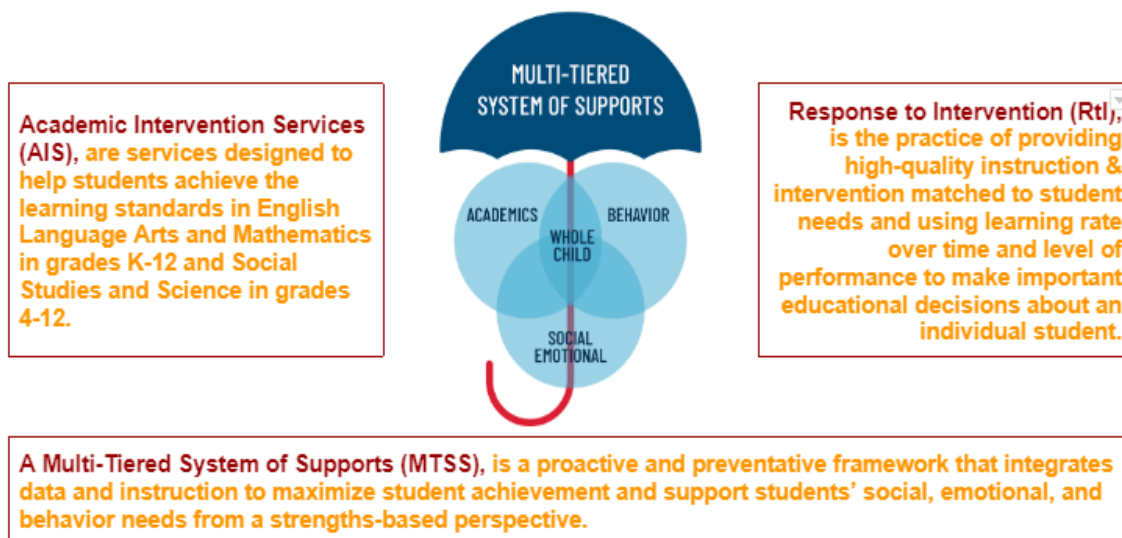 MULTI-TIERED
SYSTEM OF SUPPORTS
Academic Intervention Services
(AIS), are services designed to
help students achieve the
learning standards in English
Language Arts and Mathematics
in grades K-12 and Social
Studies and Science in grades
4-12.
ACADEMICS
BEHAVIOR
WHOLE
CHILD
SOCIAL
EMOTIONAL
Response to Intervention (RtI),
is the practice of providing
high-quality instruction &
intervention matched to student
needs and using learning rate
over time and level of
performance to make important
educational decisions about an
individual student.
A Multi-Tiered System of Supports (MTSS), is a proactive and preventative framework that integrates
data and instruction to maximize student achievement and support students’ social, emotional, and
behavior needs from a strengths-based perspective.